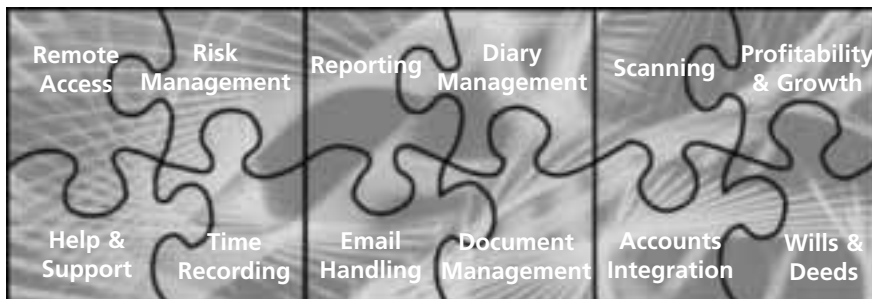 Remote
Access
Risk
Management
Reporting
Diary
Management
Scanning
Profitability
& Growth
Help &
Support
Time
Recording
Email
Handling
Document
Management
Accounts
Integration
Wills &
Deeds